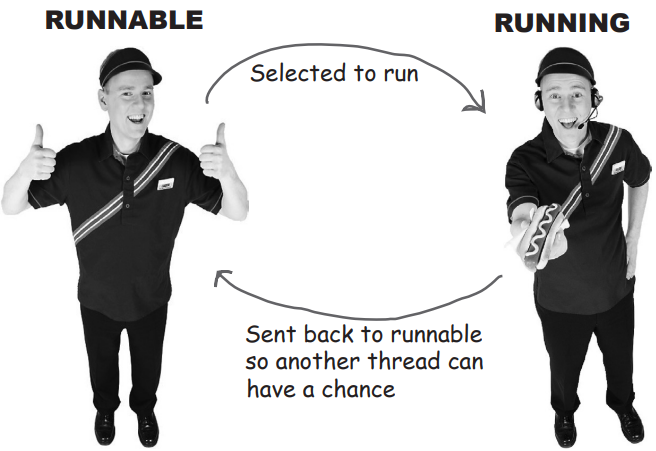 RUNNABLE
RUNNING
Selected to run
Sent back to runnable
so another thread can
have a chance